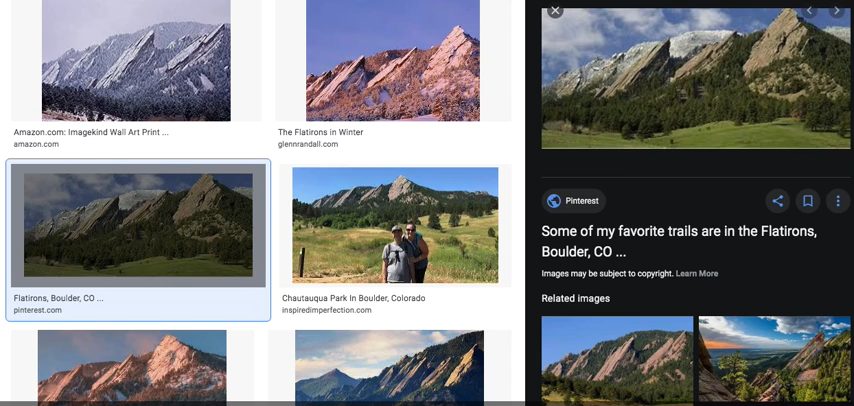 Amazon.com: Imagekind Wall Art Print ...
amazon.com
The Flatirons in Winter
glennrandall.com
Flatirons, Boulder, CO ...
pinterest.com
Chautauqua Park In Boulder, Colorado
inspiredimperfection.com
Pinterest
Some of my favorite trails are in the Flatirons,
Boulder, CO ...
Images may be subject to copyright. Learn More
Related images